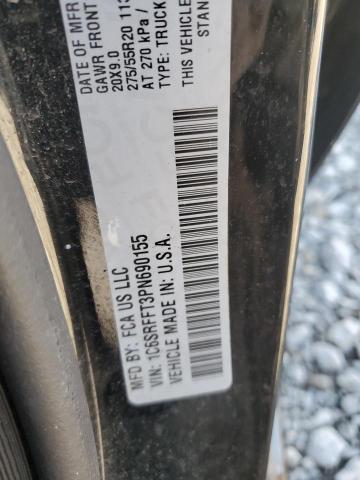 MFD BY: FCA US LLC
DATE OF MFR
GAWR FRONT
20X9.0
275/55R20 113
AT 270 kPa /
TYPE: TRUCK
THIS VEHICLE
STAN
VIN: 1C6SRFFT3PN690155
VEHICLE MADE IN: U.S.A.